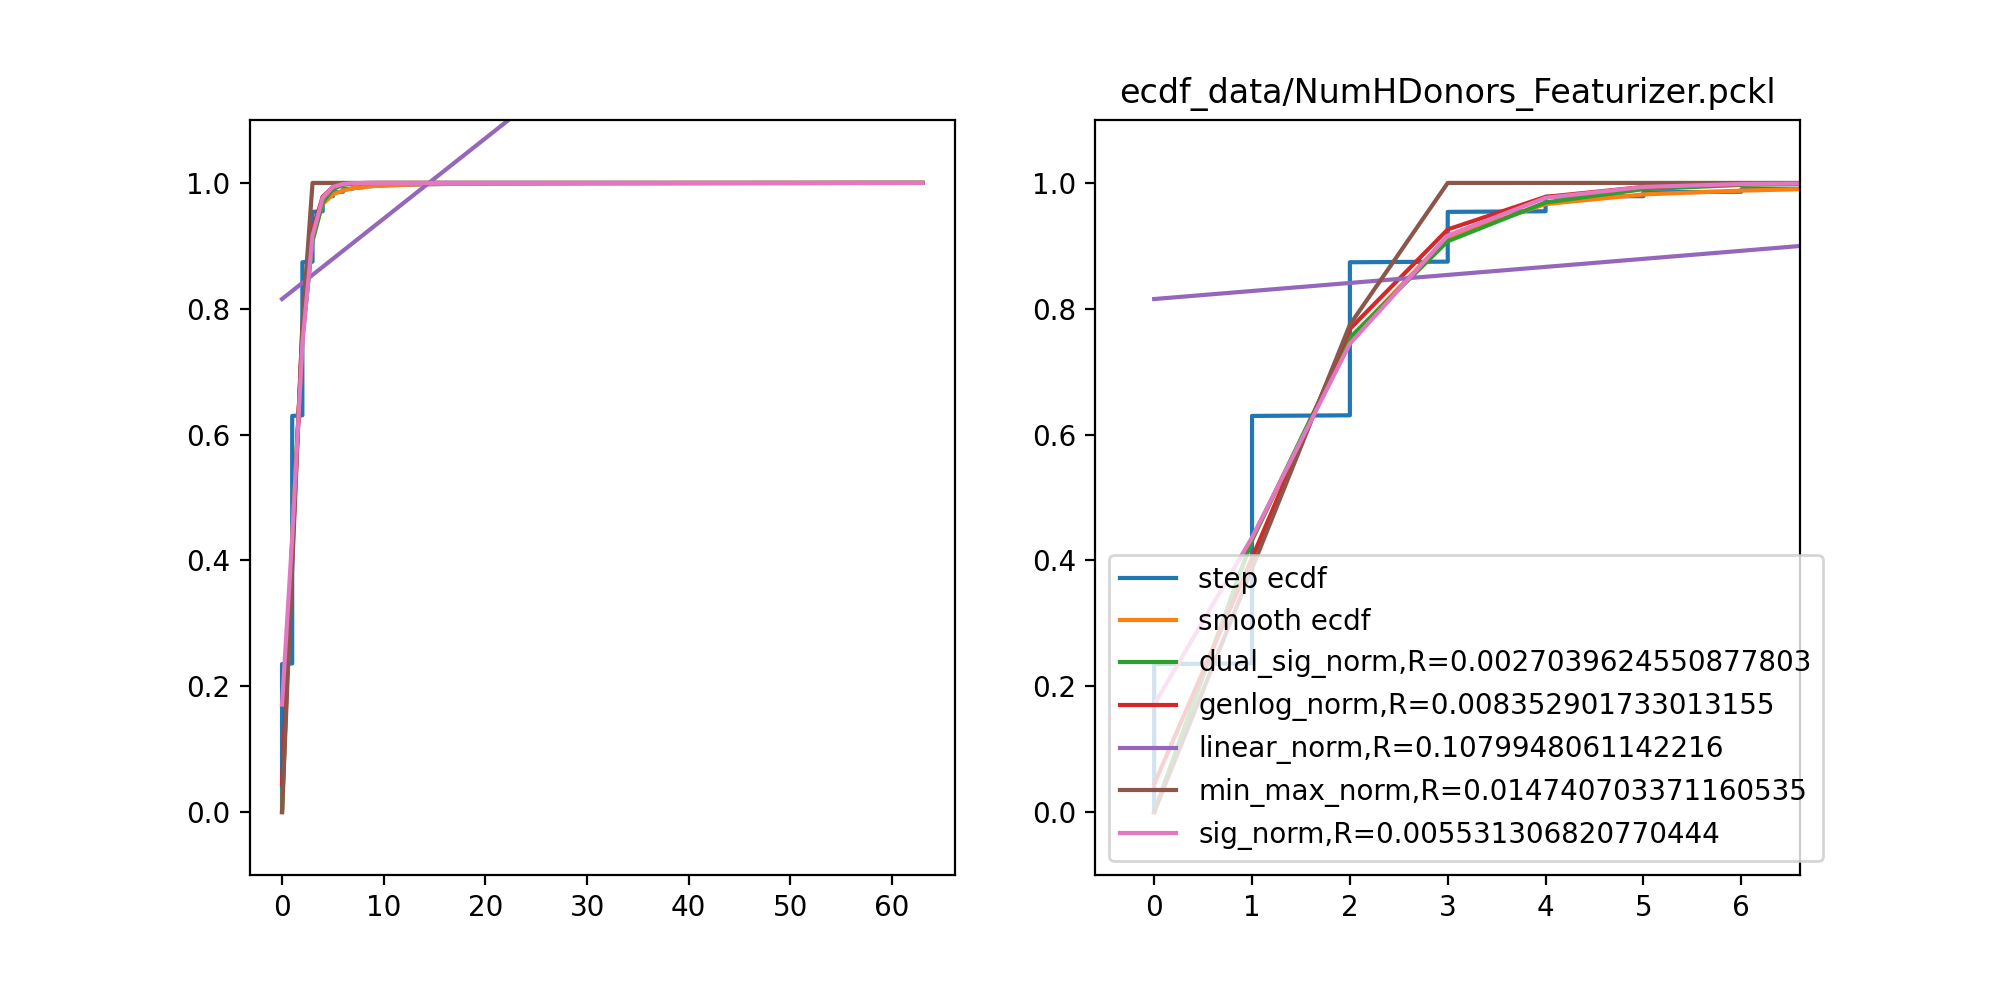 ecdf_data/NumHDonors_Featurizer.pckl
1.0
0.8
0.6
0.4
0.2
0.0
0 10 20 30 40 50 60
1.0
0.8
0.6
0.4
0.2
0.0
step ecdf
smooth ecdf
dual_sig_norm,R=0.0027039624550877803
genlog_norm,R=0.008352901733013155
linear_norm,R=0.1079948061142216
min_max_norm,R=0.014740703371160535
sig_norm,R=0.005531306820770444
0 1 2 3 4 5 6